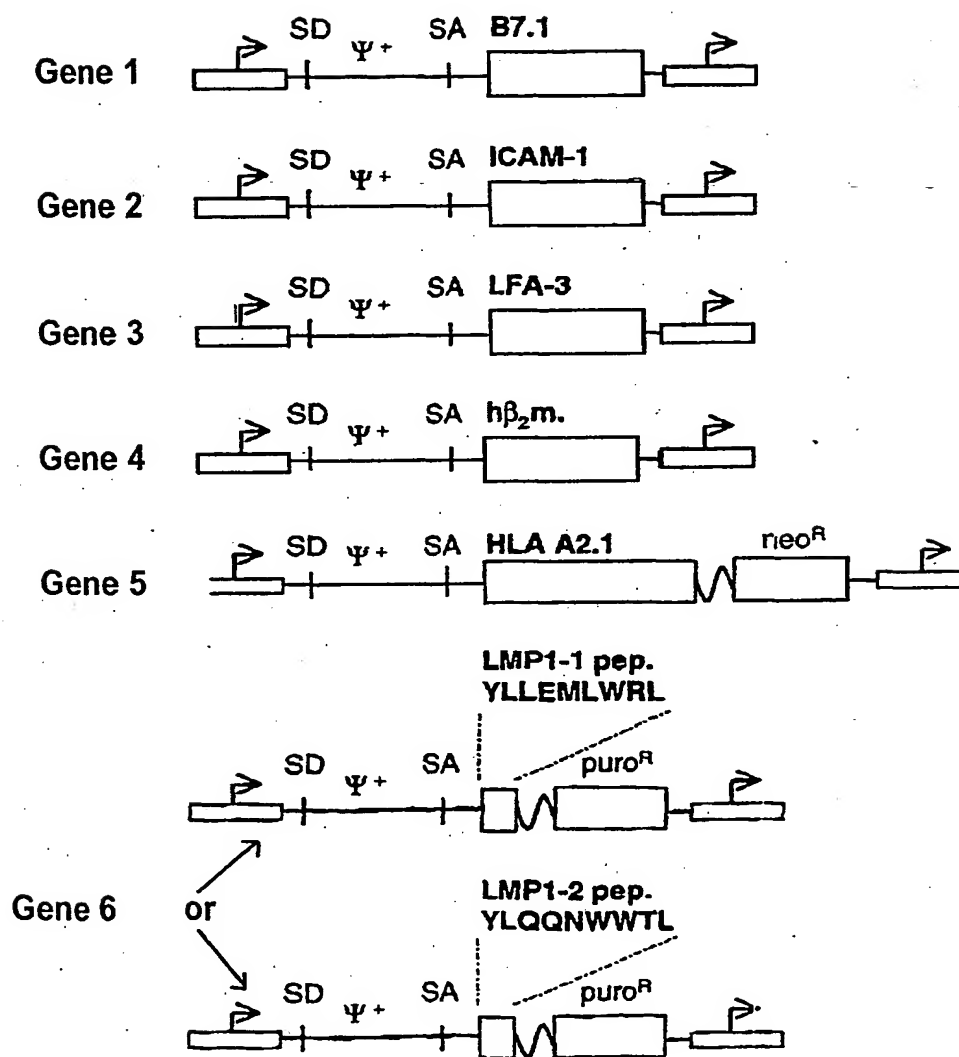 B7.1
SD Ψ+ SA
Gene 1
ICAM-1
SD Ψ+ SA
Gene 2
LFA-3
SD Ψ+ SA
Gene 3
hβ₂m.
SD Ψ+ SA
Gene 4
HLA A2.1 neoᴿ
SD Ψ+ SA
Gene 5
LMP1-1 pep.
YLLEMLWRL
SD Ψ+ SA puroᴿ
Gene 6 or
LMP1-2 pep.
YLQQNWWTL
SD Ψ+ SA puroᴿ